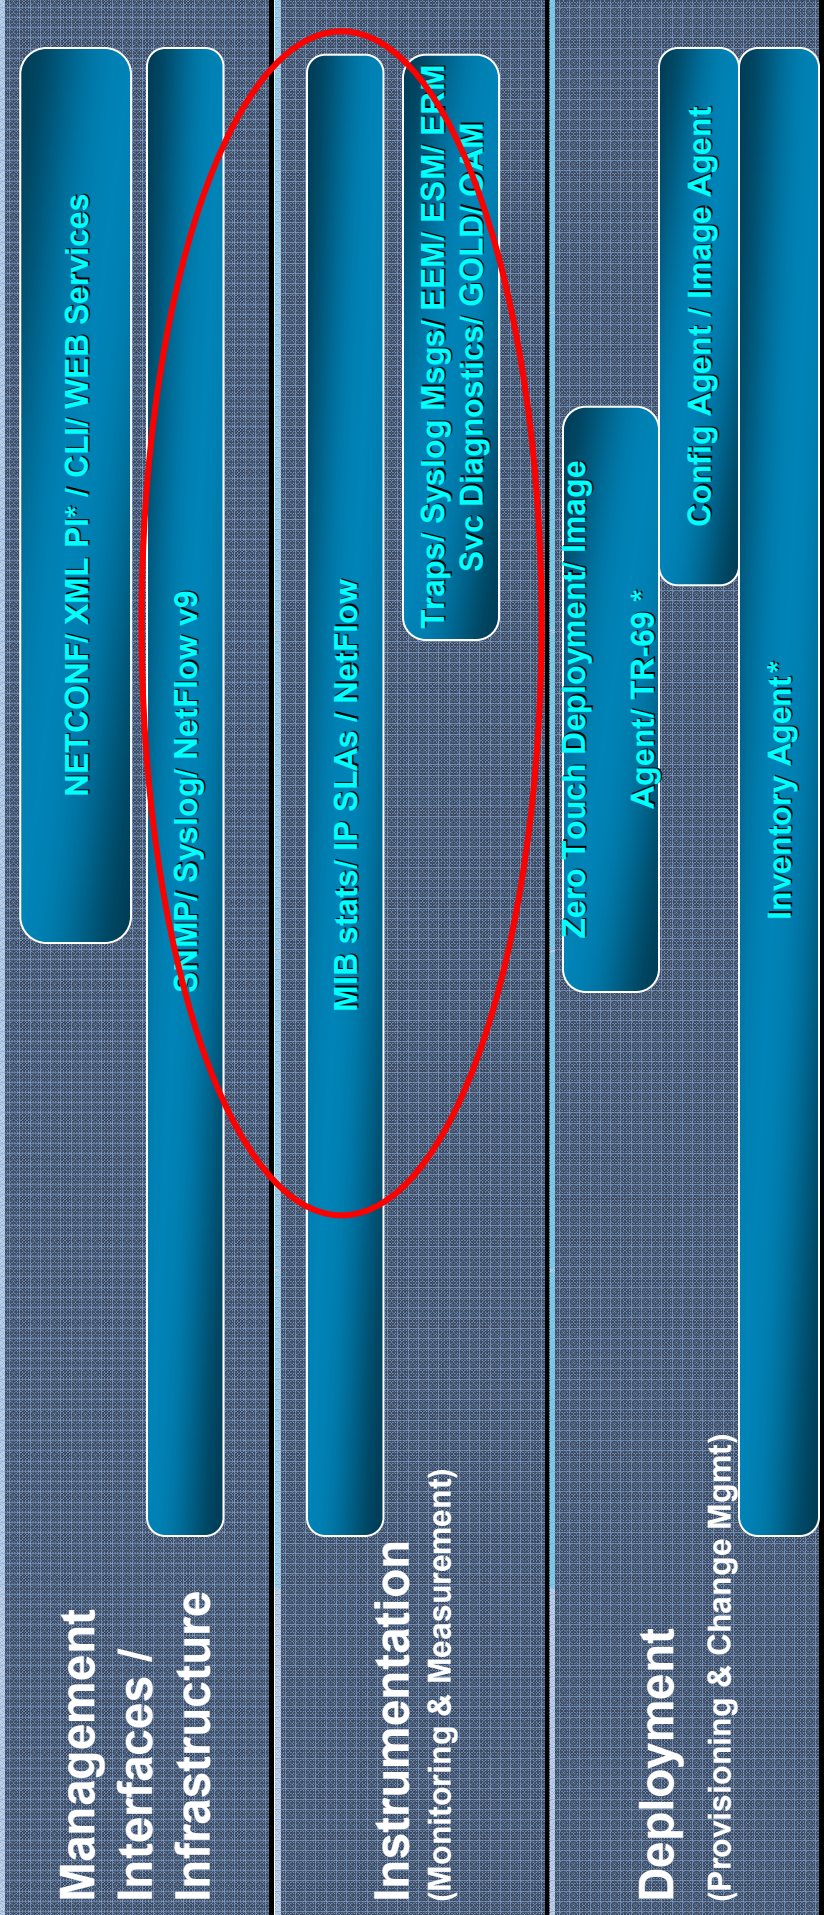 Management
Interfaces /
Infrastructure
NETCONF/ XML PI* / CLI/ WEB Services
SNMP/ Syslog/ NetFlow v9
Instrumentation
(Monitoring & Measurement)
MIB stats/ IP SLAs / NetFlow
Traps/ Syslog Msgs/ EEM/ ESM/ ERM
Svc Diagnostics/ GOLD/ OAM
Deployment
(Provisioning & Change Mgmt)
Zero Touch Deployment/ Image
Agent/ TR-69 *
Config Agent / Image Agent
Inventory Agent*